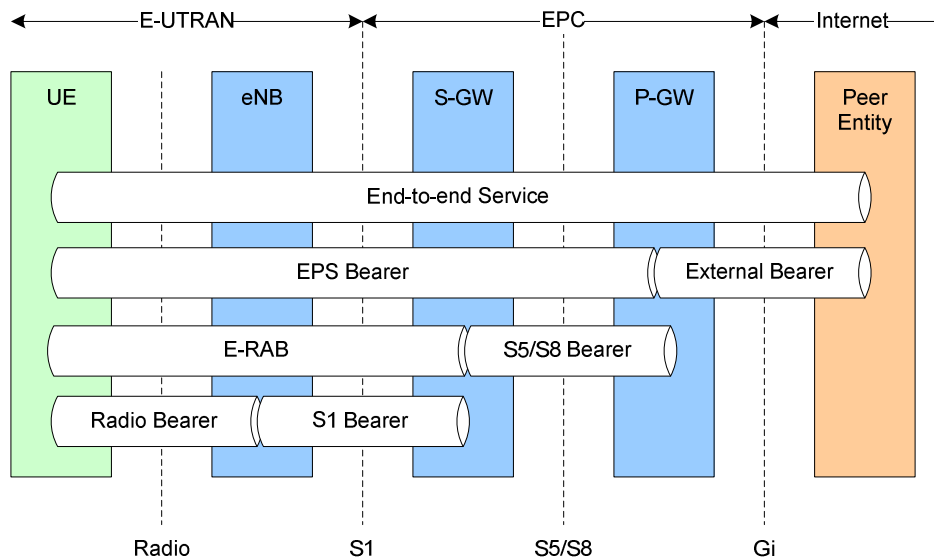 E-UTRAN
EPC
Internet
UE
eNB
S-GW
P-GW
Peer
Entity
End-to-end Service
EPS Bearer
External Bearer
E-RAB
S5/S8 Bearer
Radio Bearer
S1 Bearer
Radio
S1
S5/S8
Gi